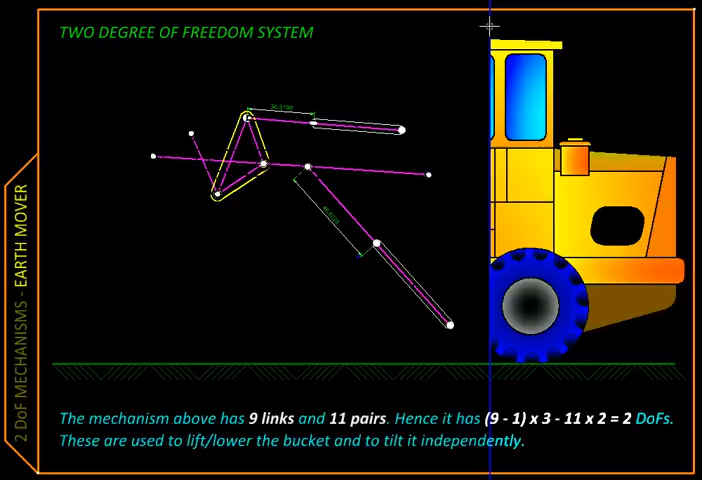 TWO DEGREE OF FREEDOM SYSTEM
2 DoF MECHANISMS - EARTH MOVER
The mechanism above has 9 links and 11 pairs. Hence it has (9 - 1) x 3 - 11 x 2 = 2 DoFs.
These are used to lift/lower the bucket and to tilt it independently.